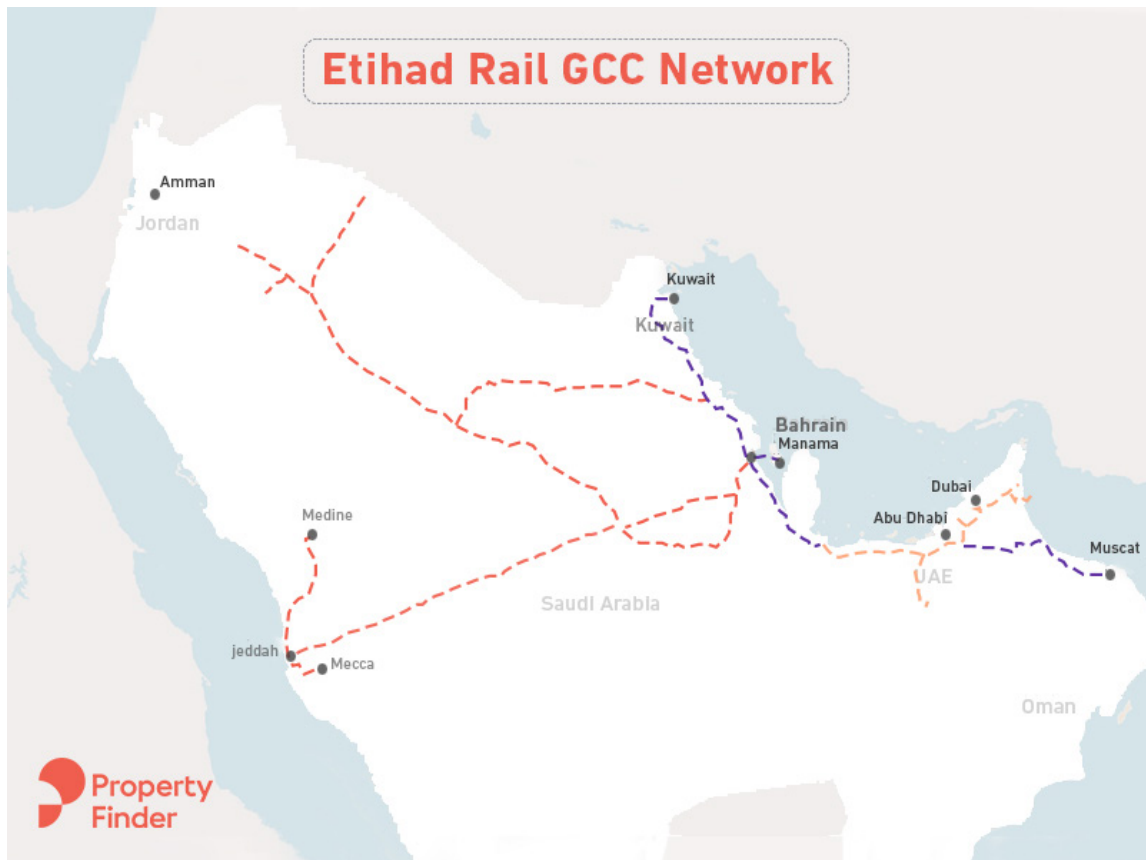 Etihad Rail GCC Network
Amman
Jordan
Kuwait
Kuwait
Bahrain
Manama
Dubai
Abu Dhabi
Muscat
UAE
Medine
Saudi Arabia
jeddah
Mecca
Oman
Property
Finder